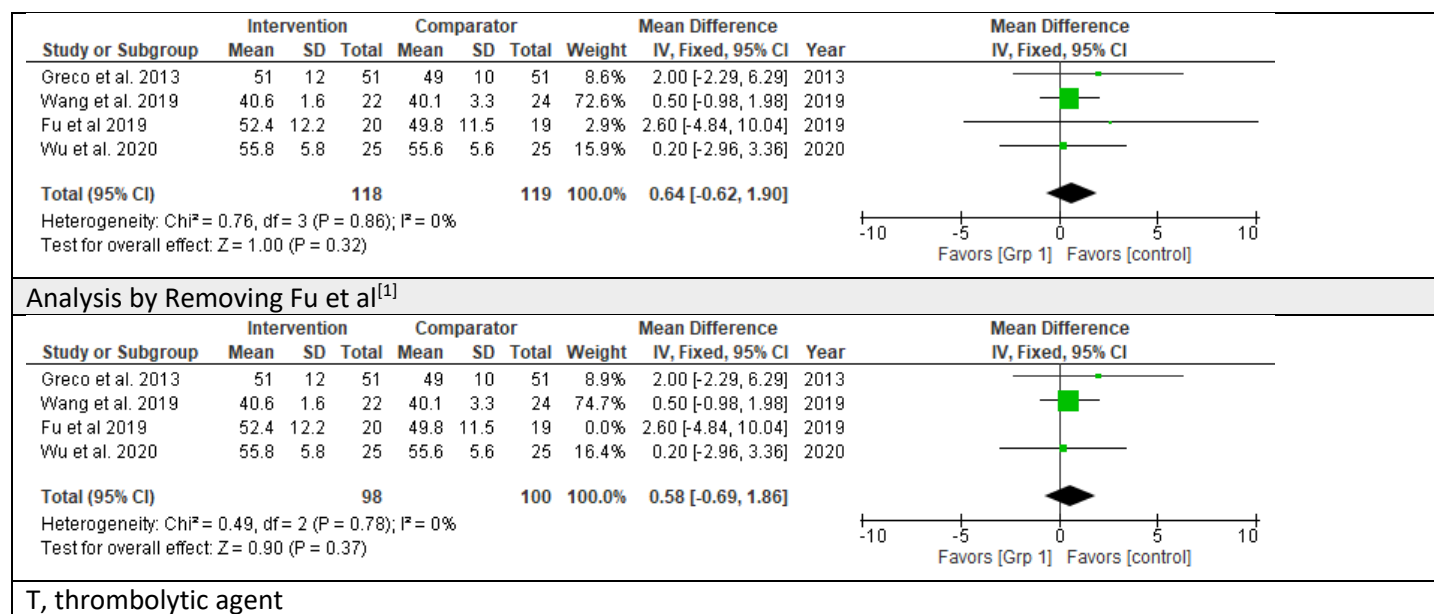 Intervention Comparator Mean Difference Mean Difference
Study or Subgroup Mean SD Total Mean SD Total Weight IV, Fixed, 95% CI Year IV, Fixed, 95% CI
Greco et al. 2013 51 12 51 49 10 51 8.6% 2.00 [-2.29, 6.29] 2013
Wang et al. 2019 40.6 1.6 22 40.1 3.3 24 72.6% 0.50 [-0.98, 1.98] 2019
Fu et al 2019 52.4 12.2 20 49.8 11.5 19 2.9% 2.60 [-4.84, 10.04] 2019
Wu et al. 2020 55.8 5.8 25 55.6 5.6 25 15.9% 0.20 [-2.96, 3.36] 2020
Total (95% CI) 118 119 100.0% 0.64 [-0.62, 1.90]
Heterogeneity: Chi² = 0.76, df = 3 (P = 0.86); I² = 0%
Test for overall effect: Z = 1.00 (P = 0.32)
-10 -5 0 5 10
Favors [Grp 1] Favors [control]
Analysis by Removing Fu et al[1]
Intervention Comparator Mean Difference Mean Difference
Study or Subgroup Mean SD Total Mean SD Total Weight IV, Fixed, 95% CI Year IV, Fixed, 95% CI
Greco et al. 2013 51 12 51 49 10 51 8.9% 2.00 [-2.29, 6.29] 2013
Wang et al. 2019 40.6 1.6 22 40.1 3.3 24 74.7% 0.50 [-0.98, 1.98] 2019
Fu et al 2019 52.4 12.2 20 49.8 11.5 19 0.0% 2.60 [-4.84, 10.04] 2019
Wu et al. 2020 55.8 5.8 25 55.6 5.6 25 16.4% 0.20 [-2.96, 3.36] 2020
Total (95% CI) 98 100 100.0% 0.58 [-0.69, 1.86]
Heterogeneity: Chi² = 0.49, df = 2 (P = 0.78); I² = 0%
Test for overall effect: Z = 0.90 (P = 0.37)
-10 -5 0 5 10
Favors [Grp 1] Favors [control]
T, thrombolytic agent